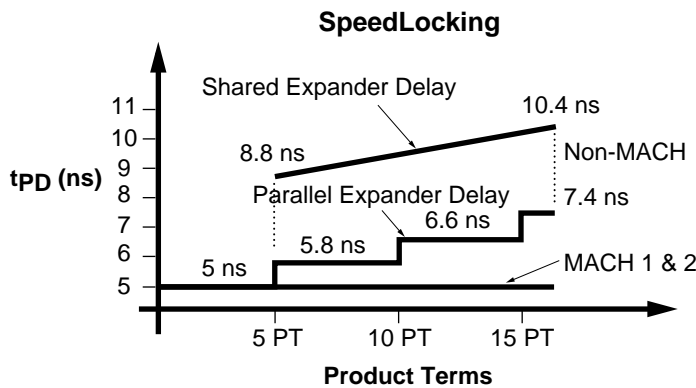 SpeedLocking
Shared Expander Delay
10.4 ns
8.8 ns
Non-MACH
Parallel Expander Delay
7.4 ns
6.6 ns
5.8 ns
5 ns
MACH 1 & 2
tPD (ns)
11
10
9
8
7
6
5
5 PT
10 PT
15 PT
Product Terms